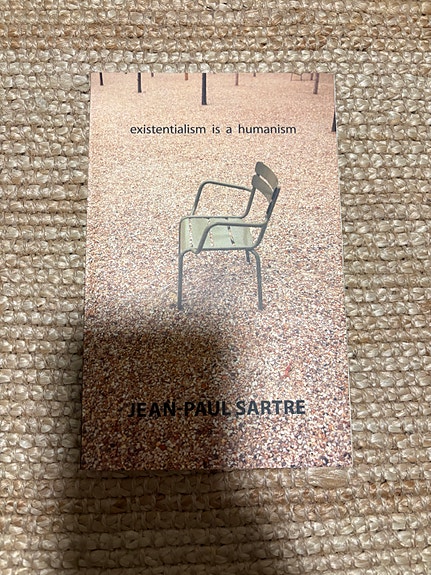 existentialism is a humanism
JEAN-PAUL SARTRE